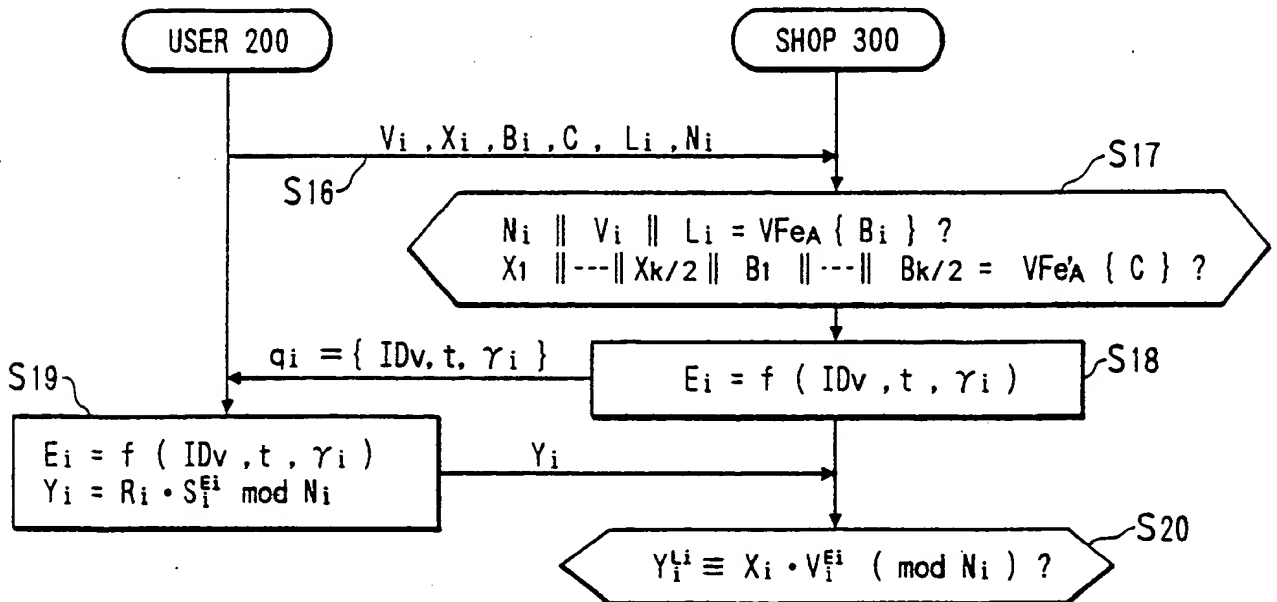 USER 200
SHOP 300
Vi ,Xi ,Bi ,C , Li ,Ni
S16
S17
Ni ‖ Vi ‖ Li = VFeA { Bi } ?
X1 ‖---‖ Xk/2 ‖ B1 ‖---‖ Bk/2 = VFe'A { C } ?
qi = { IDv, t, γi }
S18
Ei = f ( IDv , t , γi )
S19
Ei = f ( IDv , t , γi )
Yi = Ri · Si^Ei mod Ni
Yi
S20
Yi^Li ≡ Xi · Vi^Ei ( mod Ni ) ?